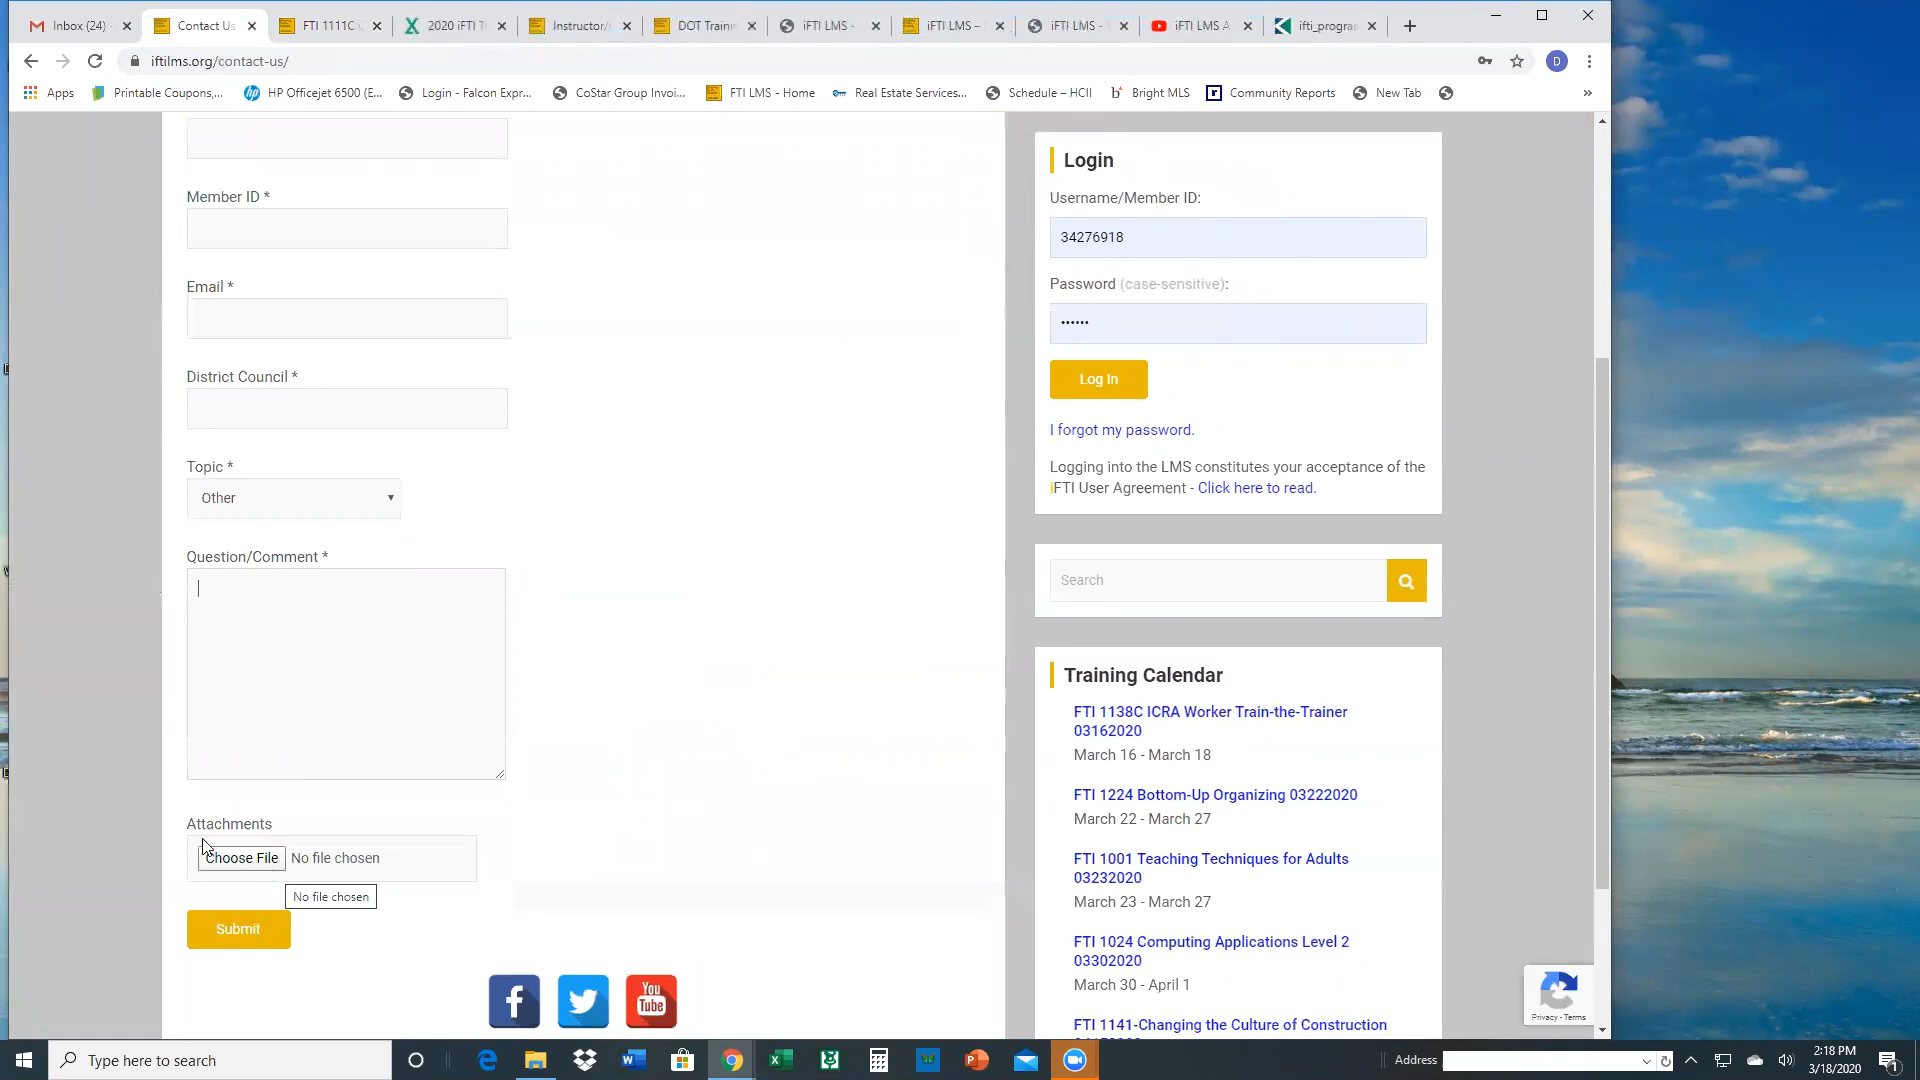 Inbox (24)
Contact Us
FTI 1111C C
2020 iFTI T
Instructor/
DOT Trainin
iFTI LMS -
iFTI LMS –
iFTI LMS - T
iFTI LMS A
ifti_progra
iftilms.org/contact-us/
D
Apps
Printable Coupons,...
HP Officejet 6500 (E...
Login - Falcon Expr...
CoStar Group Invoi...
FTI LMS - Home
Real Estate Services...
Schedule – HCII
Bright MLS
Community Reports
New Tab
»
Member ID *
Email *
District Council *
Topic *
Other
Question/Comment *
Attachments
Choose File No file chosen
No file chosen
Submit
You
Tube
Login
Username/Member ID:
34276918
Password (case-sensitive):
••••••
Log In
I forgot my password.
Logging into the LMS constitutes your acceptance of the
iFTI User Agreement - Click here to read.
Search
Training Calendar
FTI 1138C ICRA Worker Train-the-Trainer
03162020
March 16 - March 18
FTI 1224 Bottom-Up Organizing 03222020
March 22 - March 27
FTI 1001 Teaching Techniques for Adults
03232020
March 23 - March 27
FTI 1024 Computing Applications Level 2
03302020
March 30 - April 1
FTI 1141-Changing the Culture of Construction
Privacy - Terms
Type here to search
Address
2:18 PM
3/18/2020
1